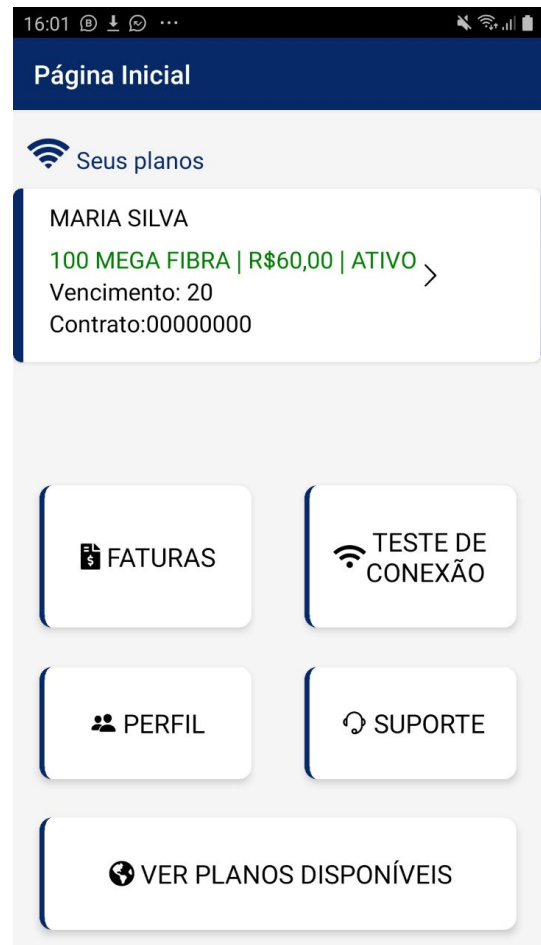 16:01
Página Inicial
Seus planos
MARIA SILVA
100 MEGA FIBRA | R$60,00 | ATIVO
Vencimento: 20
Contrato:00000000
FATURAS
TESTE DE
CONEXÃO
PERFIL
SUPORTE
VER PLANOS DISPONÍVEIS